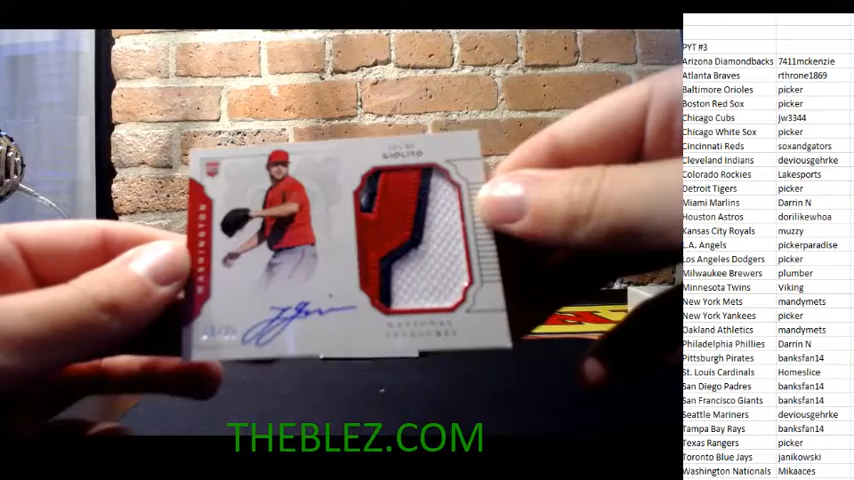 GIOLITO
WASHINGTON
NATIONAL
TREASURES
THEBLEZ.COM
PYT #3
Arizona Diamondbacks 7411mckenzie
Atlanta Braves rthrone1869
Baltimore Orioles picker
Boston Red Sox picker
Chicago Cubs jw3344
Chicago White Sox picker
Cincinnati Reds soxandgators
Cleveland Indians deviousgehrke
Colorado Rockies Lakesports
Detroit Tigers picker
Miami Marlins Darrin N
Houston Astros dorilikewhoa
Kansas City Royals muzzy
L.A. Angels pickerparadise
Los Angeles Dodgers picker
Milwaukee Brewers plumber
Minnesota Twins Viking
New York Mets mandymets
New York Yankees picker
Oakland Athletics mandymets
Philadelphia Phillies Darrin N
Pittsburgh Pirates banksfan14
St. Louis Cardinals Homeslice
San Diego Padres banksfan14
San Francisco Giants banksfan14
Seattle Mariners deviousgehrke
Tampa Bay Rays banksfan14
Texas Rangers picker
Toronto Blue Jays janikowski
Washington Nationals Mikaaces